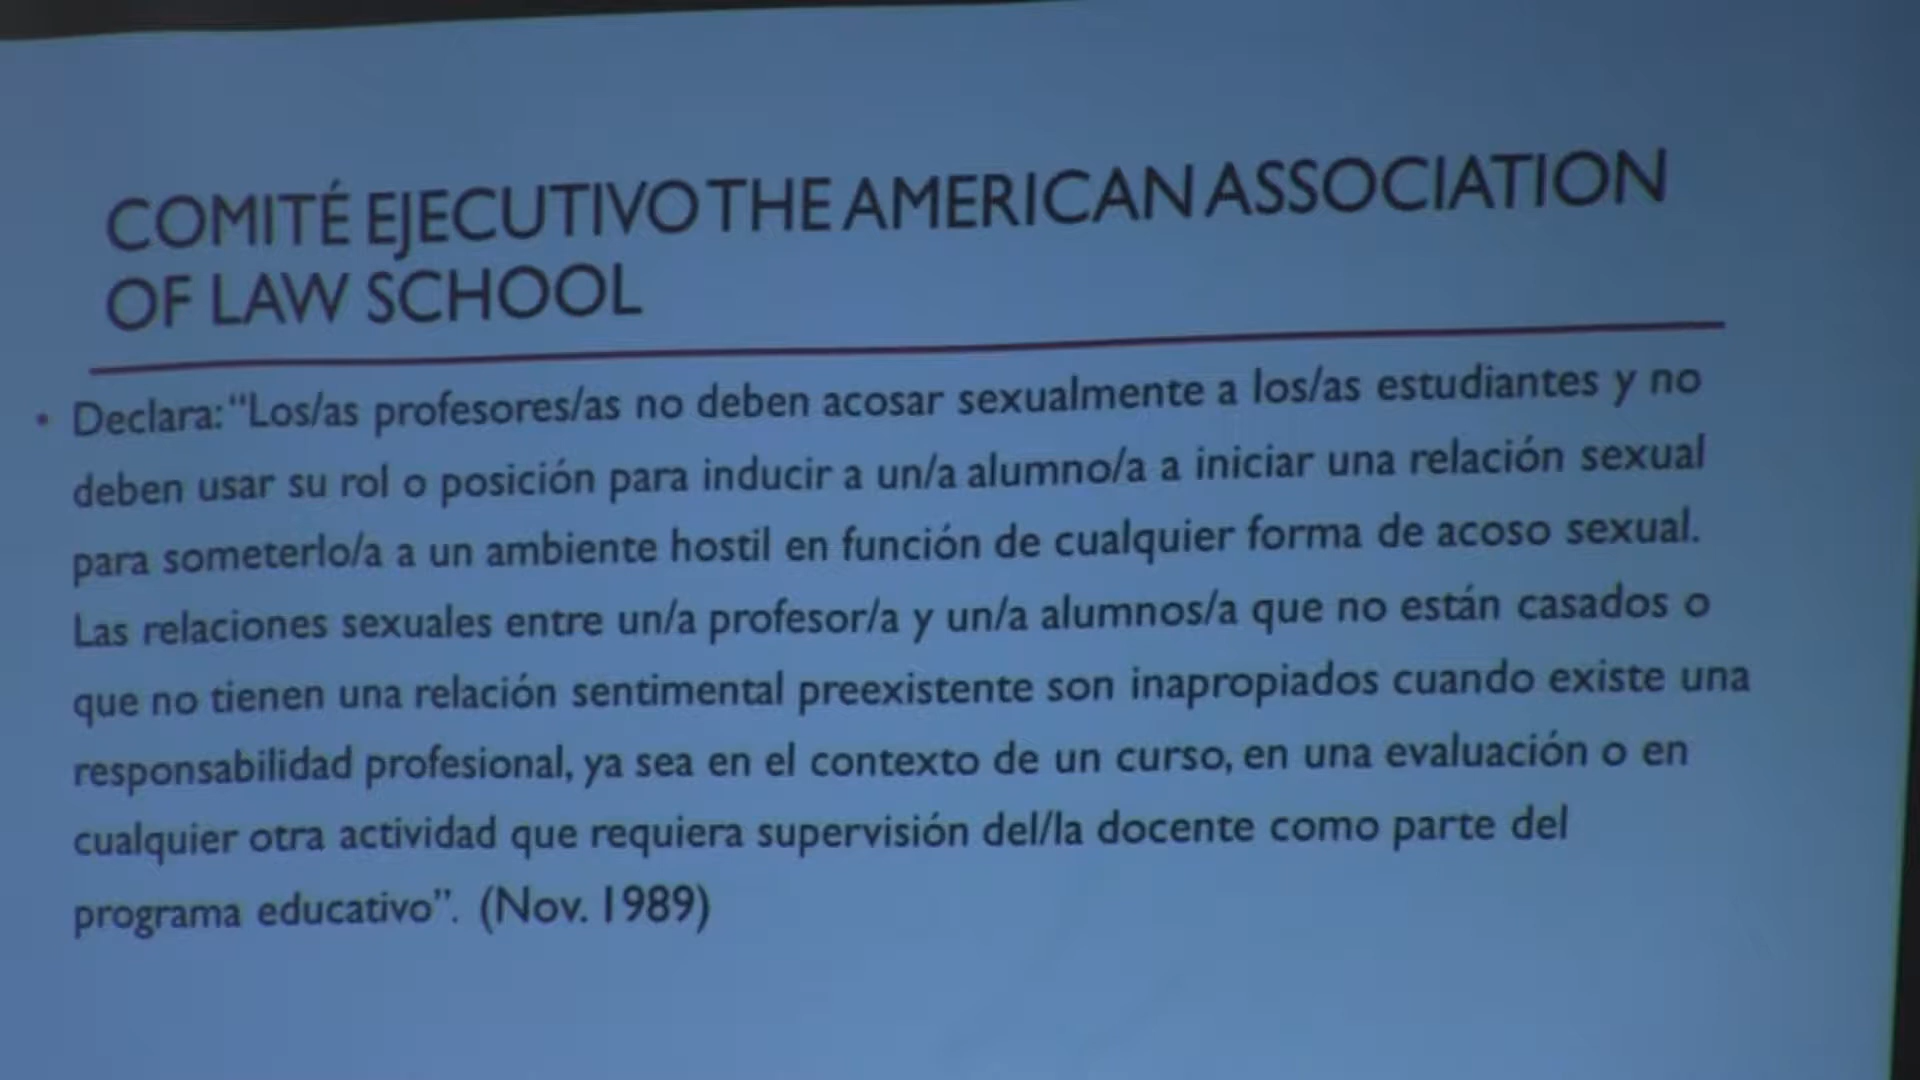 COMITÉ EJECUTIVO THE AMERICAN ASSOCIATION
OF LAW SCHOOL
• Declara: “Los/as profesores/as no deben acosar sexualmente a los/as estudiantes y no
deben usar su rol o posición para inducir a un/a alumno/a a iniciar una relación sexual
para someterlo/a a un ambiente hostil en función de cualquier forma de acoso sexual.
Las relaciones sexuales entre un/a profesor/a y un/a alumnos/a que no están casados o
que no tienen una relación sentimental preexistente son inapropiados cuando existe una
responsabilidad profesional, ya sea en el contexto de un curso, en una evaluación o en
cualquier otra actividad que requiera supervisión del/la docente como parte del
programa educativo”. (Nov. 1989)